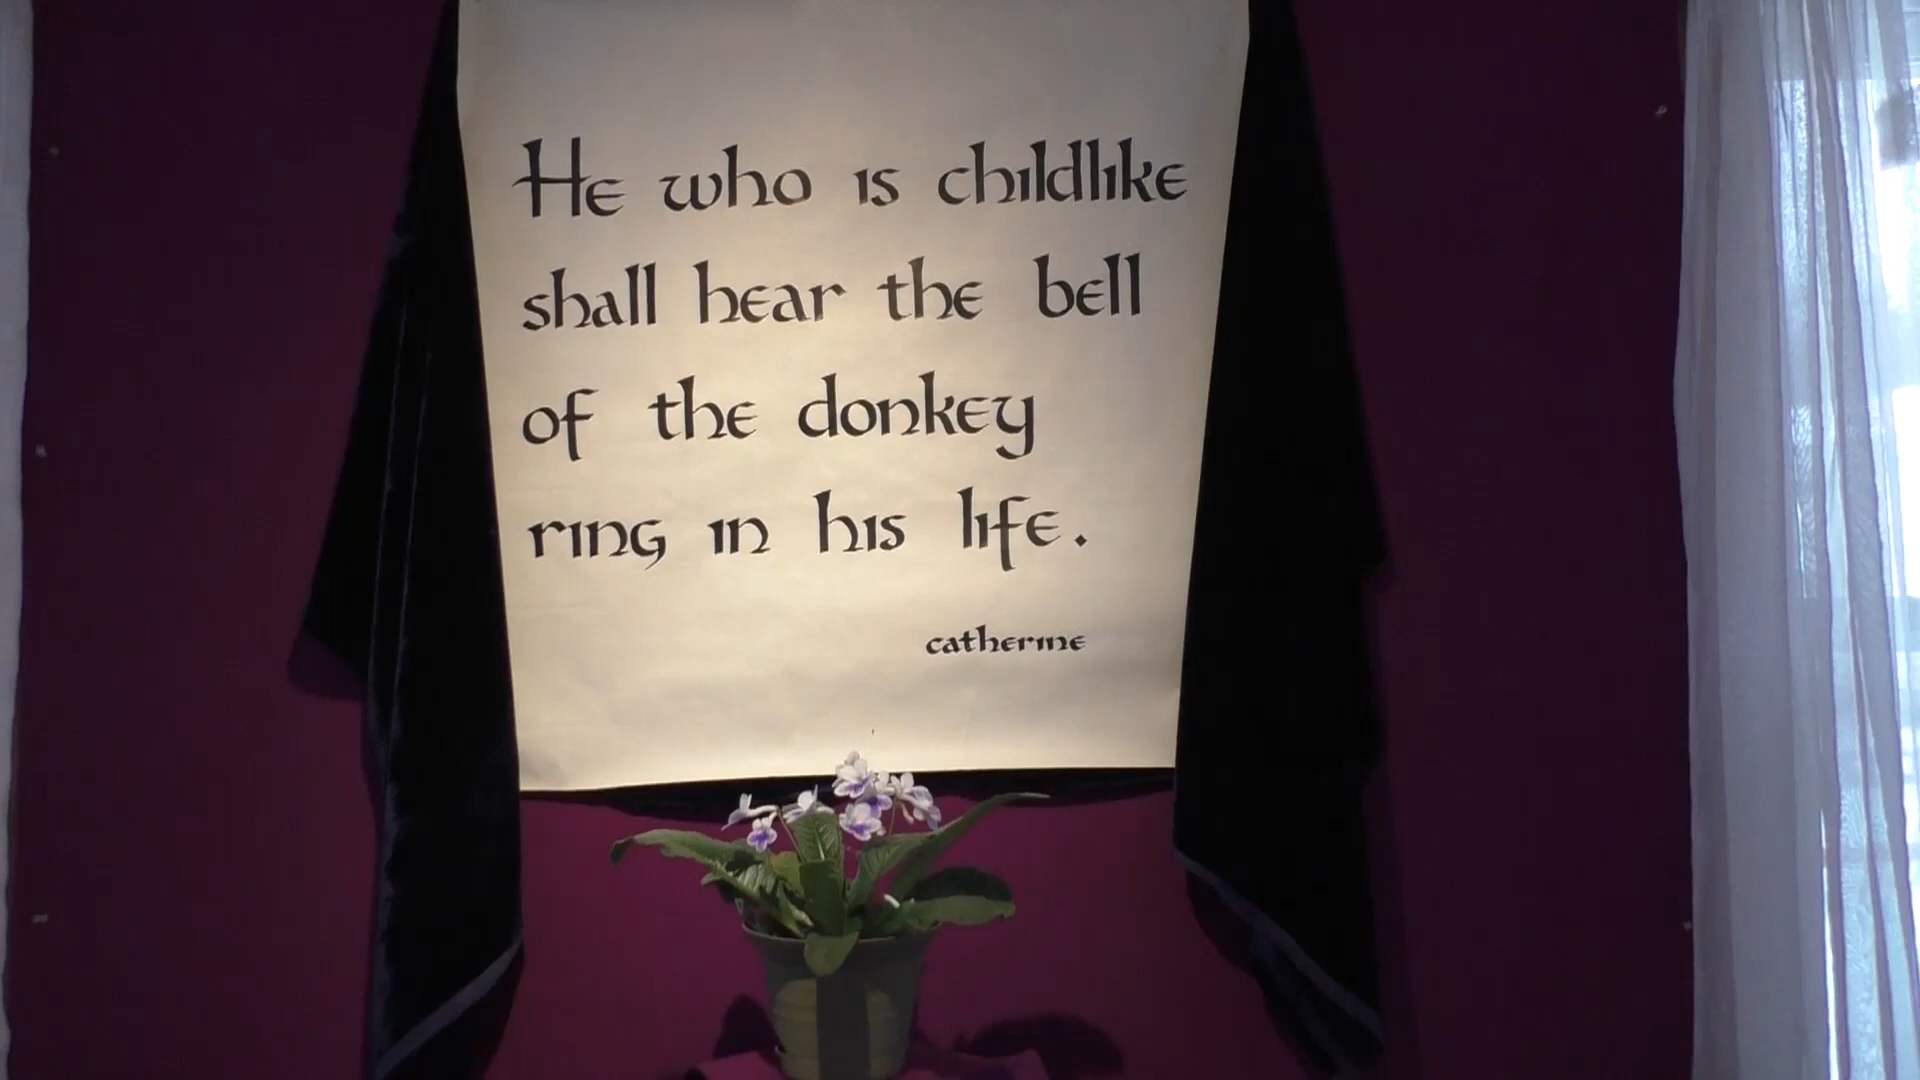 He who is childlike
shall hear the bell
of the donkey
ring in his life.
catherine